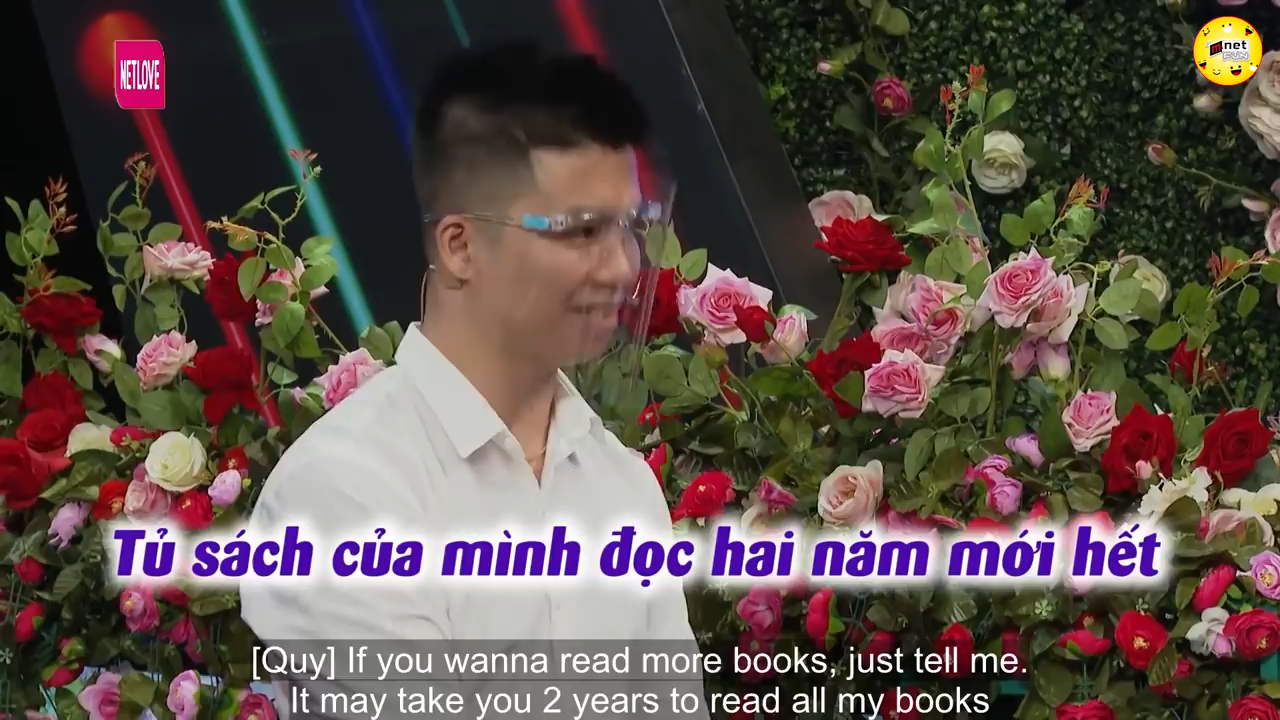 NETLOVE
mnet
FUN
Tủ sách của mình đọc hai năm mới hết
[Quy] If you wanna read more books, just tell me.
It may take you 2 years to read all my books